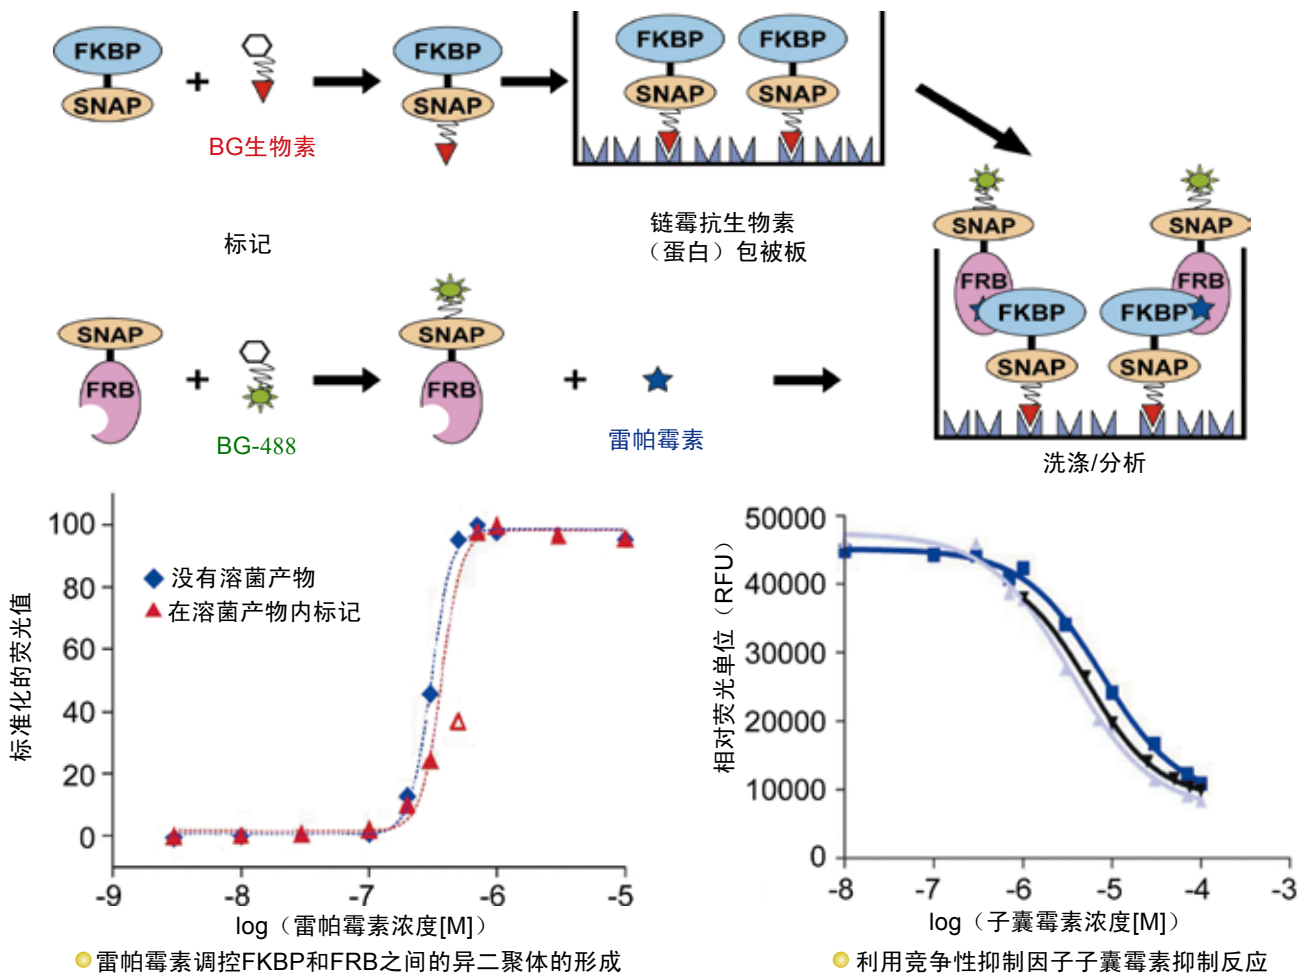 FKBP
SNAP
+
BG生物素
FKBP
SNAP
FKBP
FKBP
SNAP
SNAP
标记
链霉抗生物素
（蛋白）包被板
SNAP
FRB
+
BG-488
SNAP
FRB
+
雷帕霉素
SNAP
SNAP
FRB
FRB
FKBP
FKBP
SNAP
SNAP
洗涤/分析
标准化的荧光值
100
80
60
40
20
0
没有溶菌产物
在溶菌产物内标记
-9
-8
-7
-6
-5
log（雷帕霉素浓度[M]）
雷帕霉素调控FKBP和FRB之间的异二聚体的形成
相对荧光单位（RFU）
50000
40000
30000
20000
10000
0
-8
-7
-6
-5
-4
-3
log（子囊霉素浓度[M]）
利用竞争性抑制因子子囊霉素抑制反应